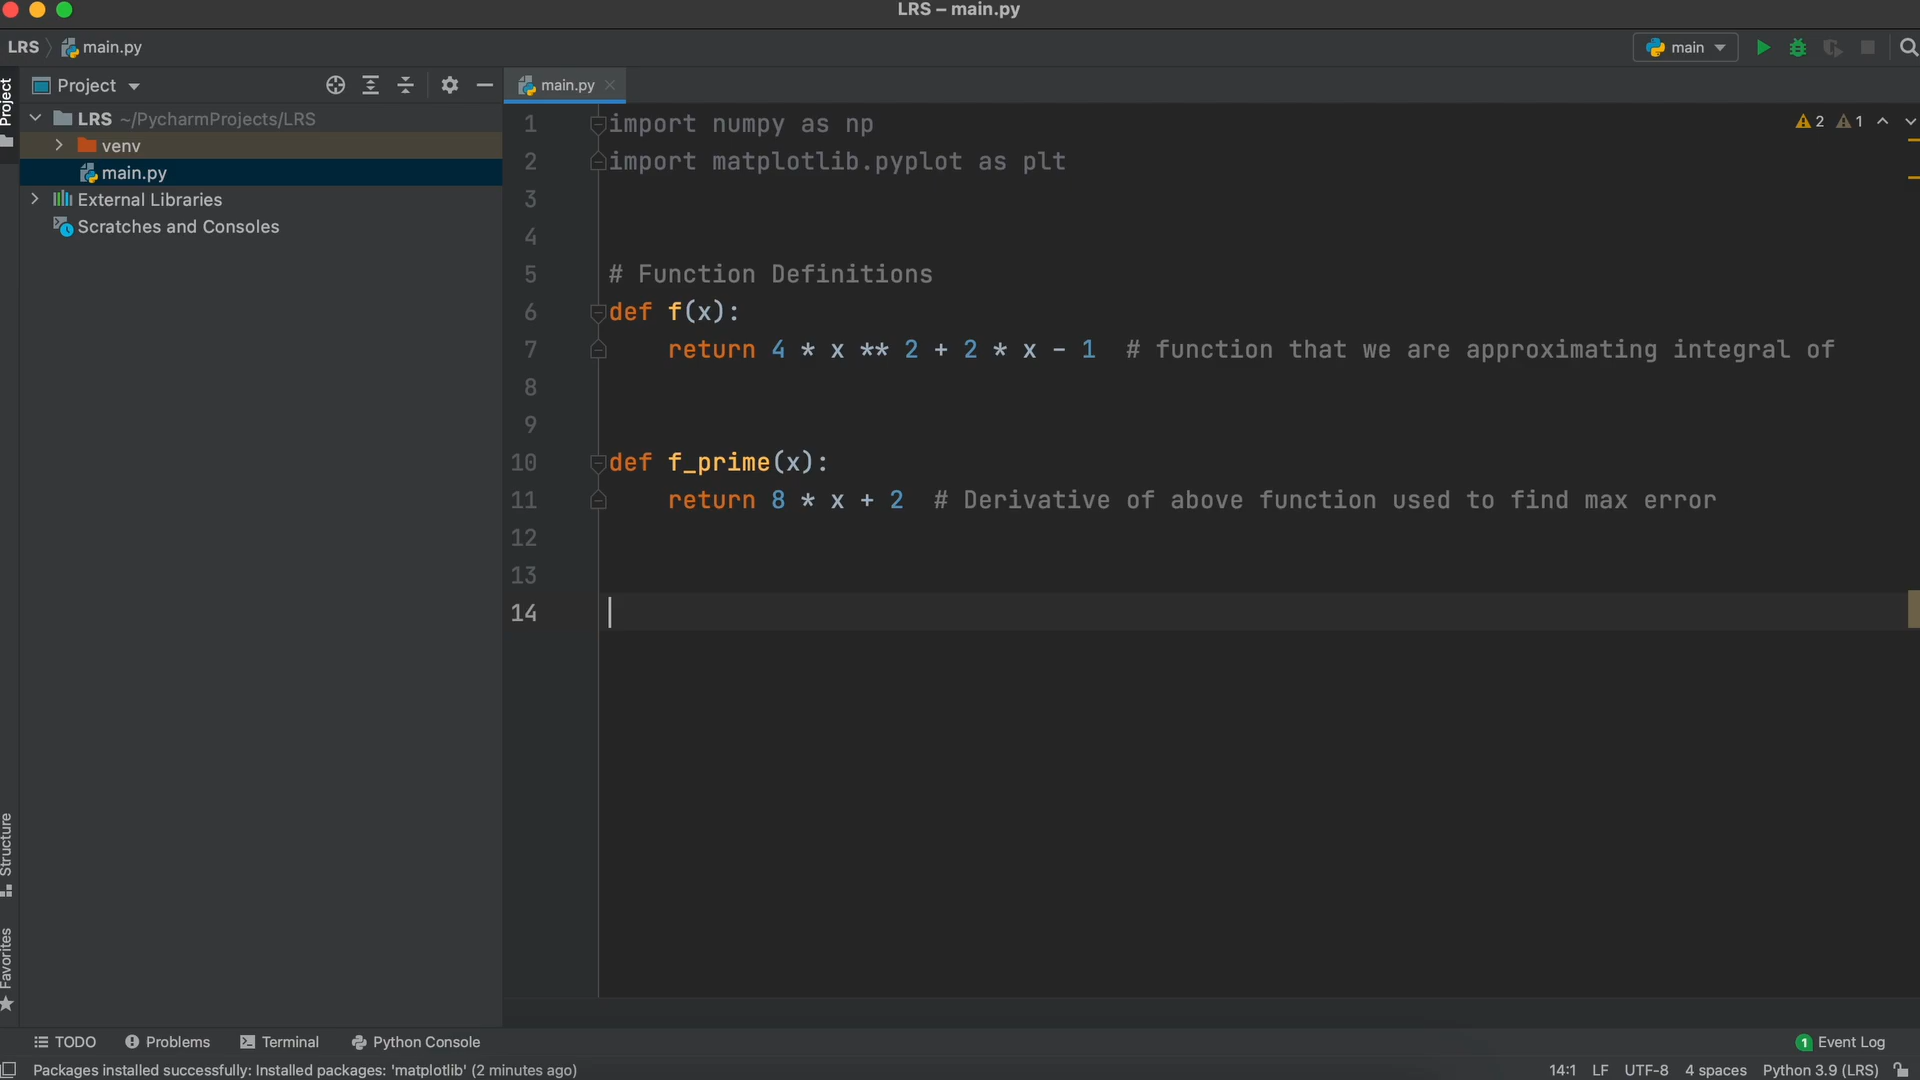 LRS – main.py
LRS main.py
main
Project
Project
main.py
LRS ~/PycharmProjects/LRS
venv
main.py
External Libraries
Scratches and Consoles
1 import numpy as np
2 import matplotlib.pyplot as plt
3
4
5 # Function Definitions
6 def f(x):
7 return 4 * x ** 2 + 2 * x - 1 # function that we are approximating integral of
8
9
10 def f_prime(x):
11 return 8 * x + 2 # Derivative of above function used to find max error
12
13
14
2 1
Structure
Favorites
TODO Problems Terminal Python Console
1 Event Log
Packages installed successfully: Installed packages: 'matplotlib' (2 minutes ago)
14:1 LF UTF-8 4 spaces Python 3.9 (LRS)